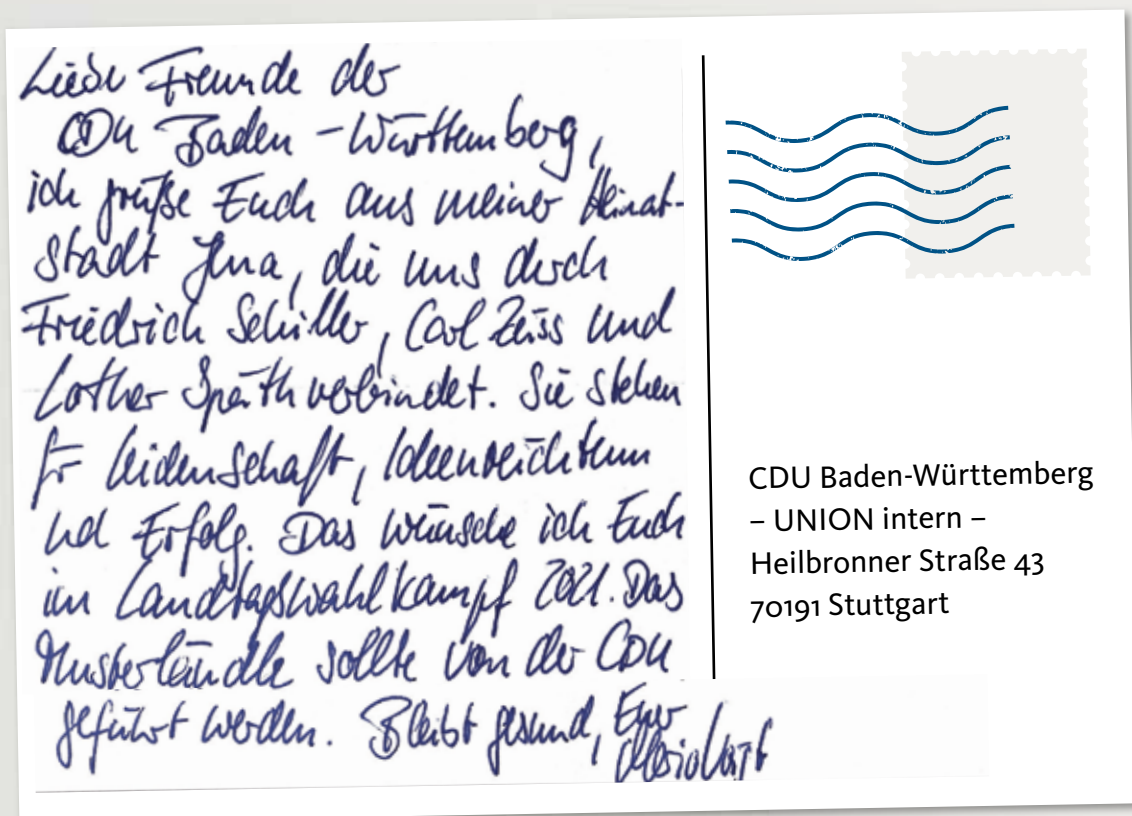 Liebe Freunde der
CDU Baden-Württemberg,
ich grüße Euch aus meiner Heimat-
stadt Jena, die uns durch
Friedrich Schiller, Carl Zeiss und
Lothar Späth verbindet. Sie stehen
für Leidenschaft, Ideenreichtum
und Erfolg. Das wünsche ich Euch
im Landtagswahlkampf 2021. Das
Musterländle sollte von der CDU
geführt werden. Bleibt gesund, Euer
Mario Voigt
CDU Baden-Württemberg
– UNION intern –
Heilbronner Straße 43
70191 Stuttgart